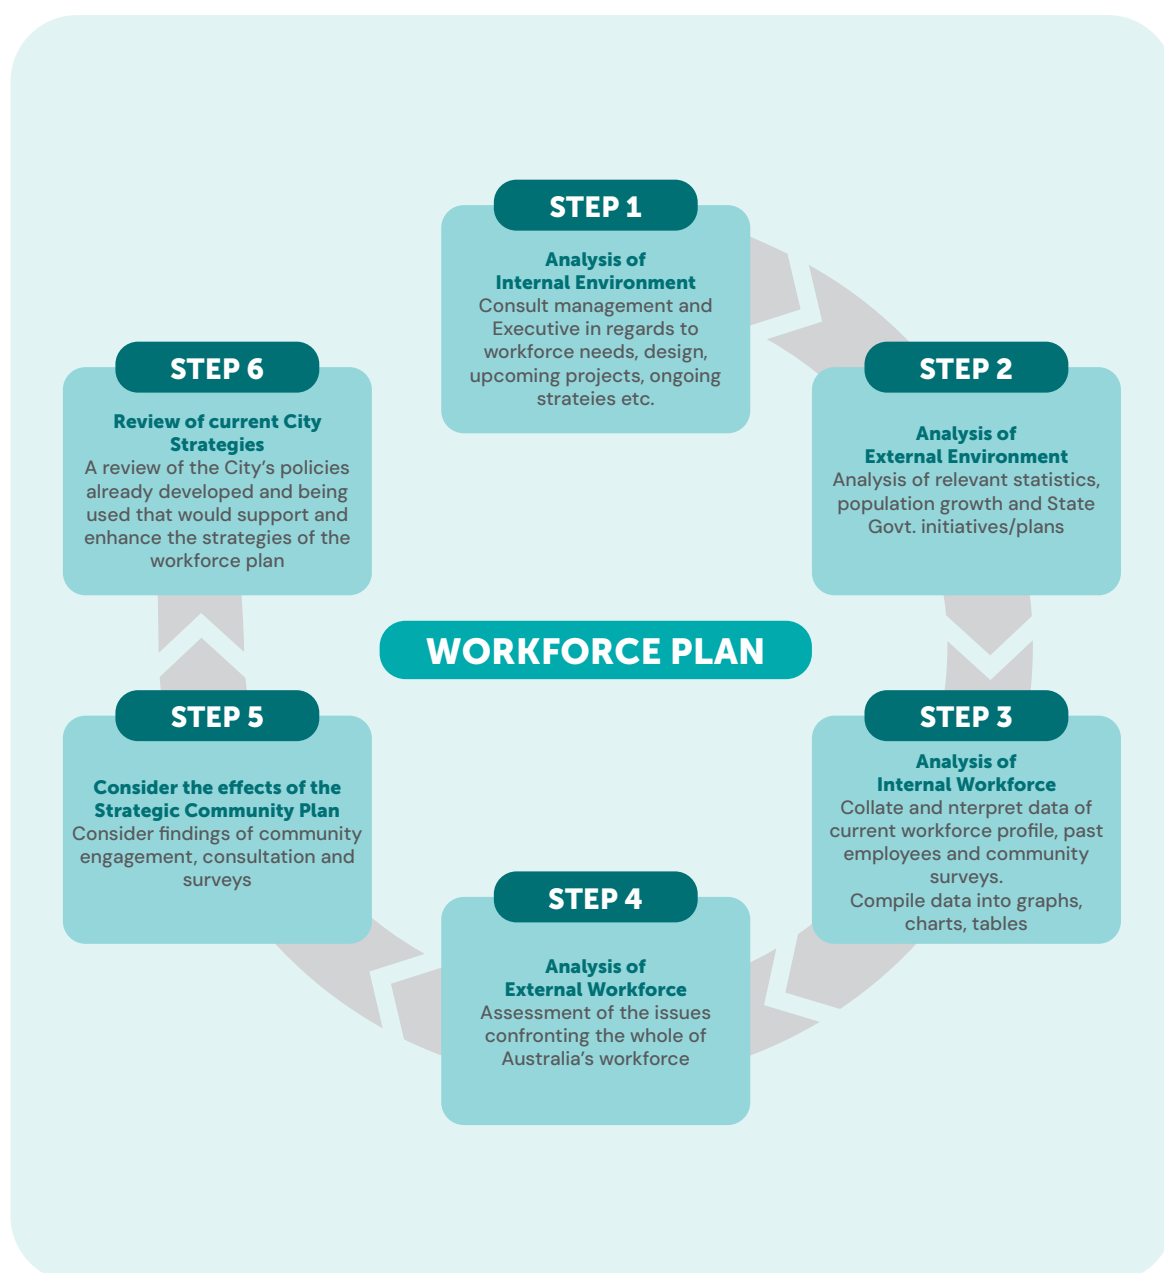 STEP 1
Analysis of
Internal Environment
Consult management and
Executive in regards to
workforce needs, design,
upcoming projects, ongoing
strateies etc.
STEP 2
Analysis of
External Environment
Analysis of relevant statistics,
population growth and State
Govt. initiatives/plans
STEP 3
Analysis of
Internal Workforce
Collate and nterpret data of
current workforce profile, past
employees and community
surveys.
Compile data into graphs,
charts, tables
STEP 4
Analysis of
External Workforce
Assessment of the issues
confronting the whole of
Australia's workforce
STEP 5
Consider the effects of the
Strategic Community Plan
Consider findings of community
engagement, consultation and
surveys
STEP 6
Review of current City
Strategies
A review of the City's policies
already developed and being
used that would support and
enhance the strategies of the
workforce plan
WORKFORCE PLAN